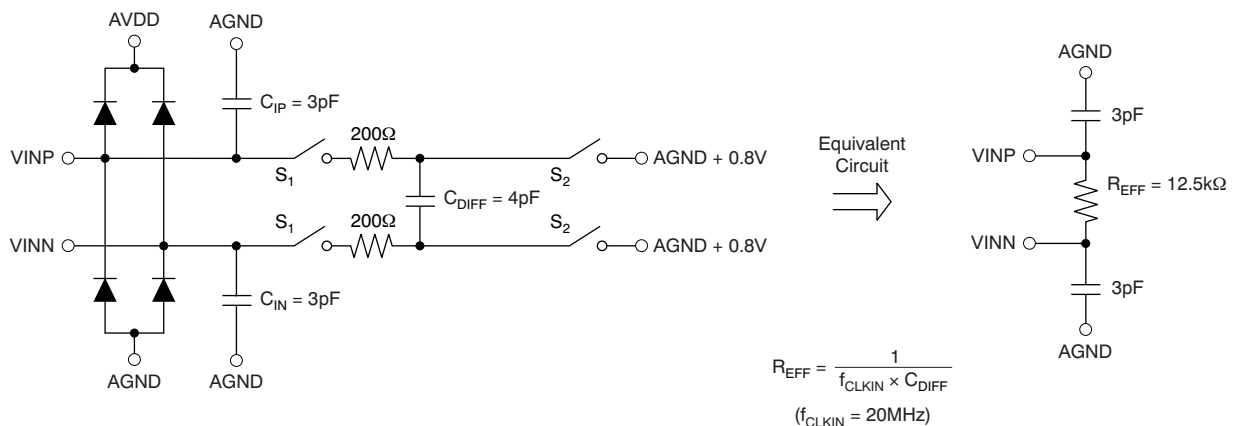 AVDD
AGND
C_IP = 3pF
VINP
S_1
200Ω
S_2
AGND + 0.8V
C_DIFF = 4pF
VINN
S_1
200Ω
S_2
AGND + 0.8V
C_IN = 3pF
AGND
AGND
Equivalent
Circuit
AGND
3pF
VINP
R_EFF = 12.5kΩ
VINN
3pF
AGND
R_EFF = 1 / (f_CLKIN × C_DIFF)
(f_CLKIN = 20MHz)